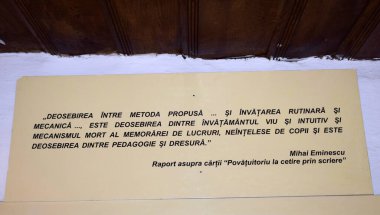 „DEOSEBIREA ÎNTRE METODA PROPUSĂ ... ŞI ÎNVĂŢAREA RUTINARĂ ŞI
MECANICĂ ..., ESTE DEOSEBIREA DINTRE ÎNVĂŢĂMÂNTUL VIU ŞI INTUITIV ŞI
MECANISMUL MORT AL MEMORĂREI DE LUCRURI, NEÎNŢELESE DE COPII ŞI ESTE
DEOSEBIREA DINTRE PEDAGOGIE ŞI DRESURĂ."
Mihai Eminescu
Raport asupra cărţii "Povăţuitoriu la cetire prin scriere"